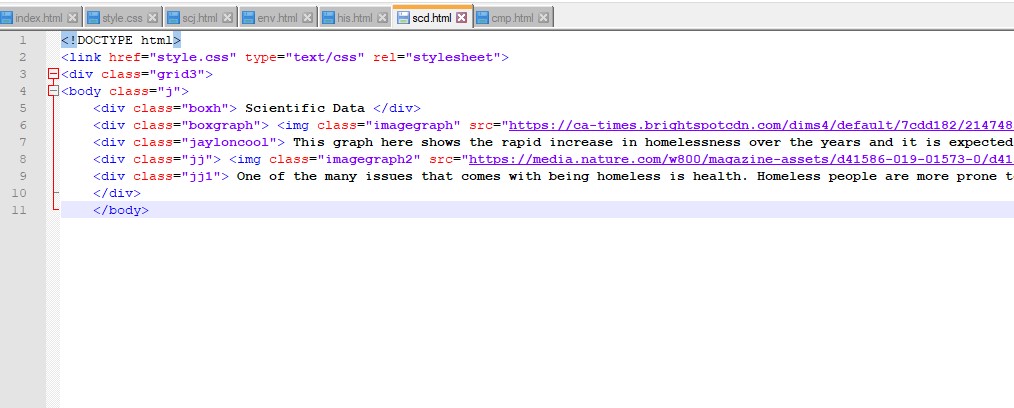 index.html style.css scj.html env.html his.html scd.html cmp.html
1 <!DOCTYPE html>
2 <link href="style.css" type="text/css" rel="stylesheet">
3 <div class="grid3">
4 <body class="j">
5 <div class="boxh"> Scientific Data </div>
6 <div class="boxgraph"> <img class="imagegraph" src="https://ca-times.brightspotcdn.com/dims4/default/7cdd182/214748
7 <div class="jayloncool"> This graph here shows the rapid increase in homelessness over the years and it is expected
8 <div class="jj"> <img class="imagegraph2" src="https://media.nature.com/w800/magazine-assets/d41586-019-01573-0/d41
9 <div class="jj1"> One of the many issues that comes with being homeless is health. Homeless people are more prone t
10 </div>
11 </body>